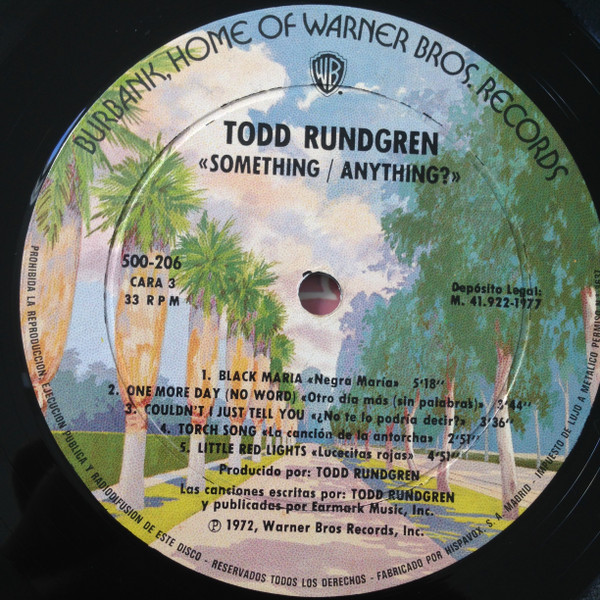 BURBANK, HOME OF WARNER BROS. RECORDS
WB
TODD RUNDGREN
«SOMETHING / ANYTHING?»
500-206
CARA 3
33 RPM
Depósito Legal:
M. 41.922-1977
1. BLACK MARIA «Negra María» 5'18''
2. ONE MORE DAY (NO WORD) «Otro día más (sin palabras)» 3'44''
3. COULDN'T I JUST TELL YOU «¿No te lo podría decir?» 3'36''
4. TORCH SONG «La canción de la antorcha» 2'51''
5. LITTLE RED LIGHTS «Lucecitas rojas» 4'51''
Producido por: TODD RUNDGREN
Las canciones escritas por: TODD RUNDGREN
y publicadas por Earmark Music, Inc.
Ⓟ 1972, Warner Bros Records, Inc.
PROHIBIDA LA REPRODUCCION, EJECUCION PUBLICA Y RADIODIFUSION DE ESTE DISCO - RESERVADOS TODOS LOS DERECHOS - FABRICADO POR HISPAVOX, S. A. MADRID - IMPUESTO DE LUJO A METALICO PERMISO